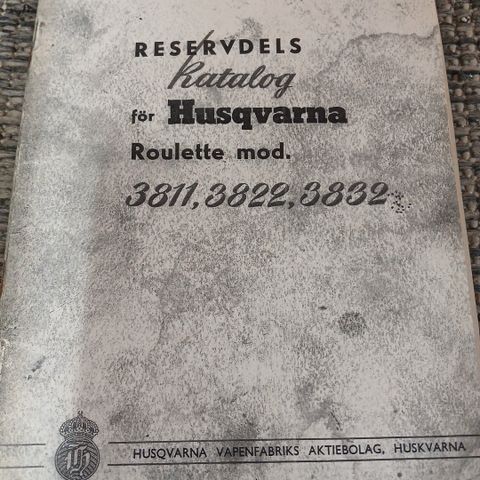 RESERVDELS
Katalog
för Husqvarna
Roulette mod.
3811, 3822, 3832
HUSQVARNA VAPENFABRIKS AKTIEBOLAG, HUSKVARNA